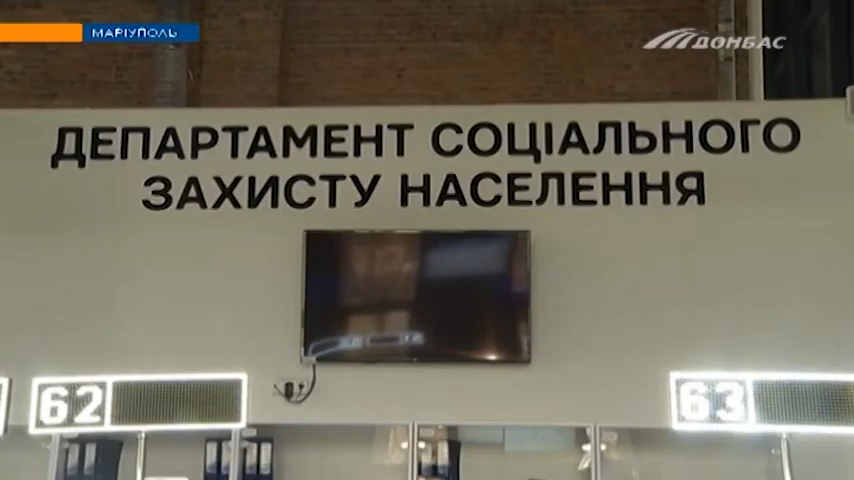 МАРІУПОЛЬ
ДОНБАС
ДЕПАРТАМЕНТ СОЦІАЛЬНОГО
ЗАХИСТУ НАСЕЛЕННЯ
62
63